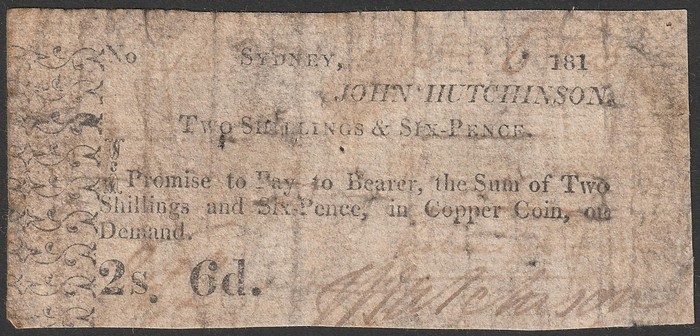 No SYDNEY, 181
JOHN HUTCHINSON.
TWO SHILLINGS & SIX-PENCE.
I Promise to Pay to Bearer, the Sum of Two
Shillings and Six-Pence, in Copper Coin, on
Demand.
2s. 6d. J Hutchinson